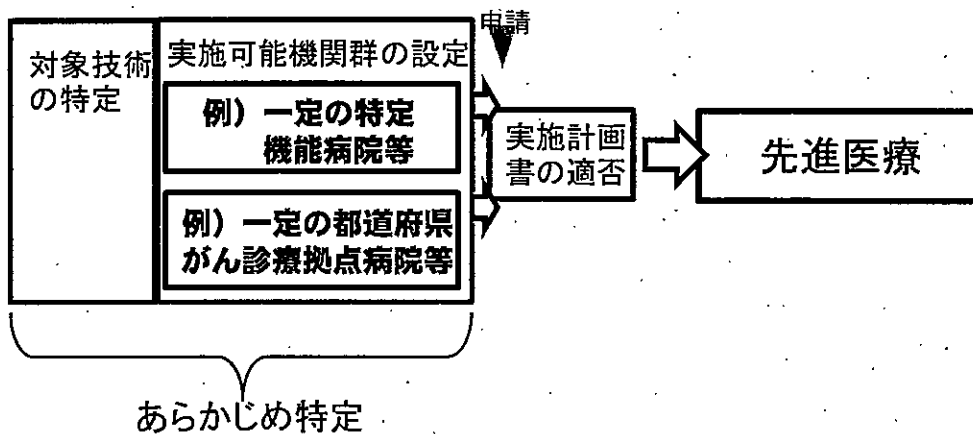 対象技術
の特定
実施可能機関群の設定
例）一定の特定
機能病院等
例）一定の都道府県
がん診療拠点病院等
申請
実施計画
書の適否
先進医療
あらかじめ特定